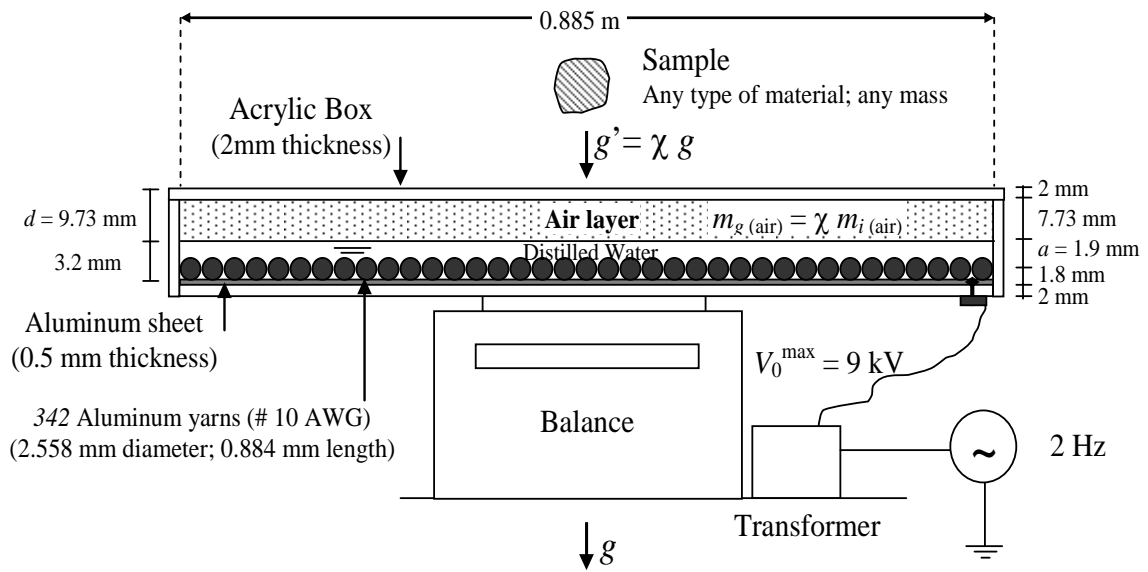 0.885 m
Sample
Any type of material; any mass
Acrylic Box
(2mm thickness)
g’= χ g
2 mm
d = 9.73 mm
Air layer m g (air) = χ m i (air)
7.73 mm
Distilled Water
a = 1.9 mm
3.2 mm
1.8 mm
2 mm
Aluminum sheet
(0.5 mm thickness)
V0 max = 9 kV
342 Aluminum yarns (# 10 AWG)
(2.558 mm diameter; 0.884 mm length)
Balance
~
2 Hz
Transformer
g